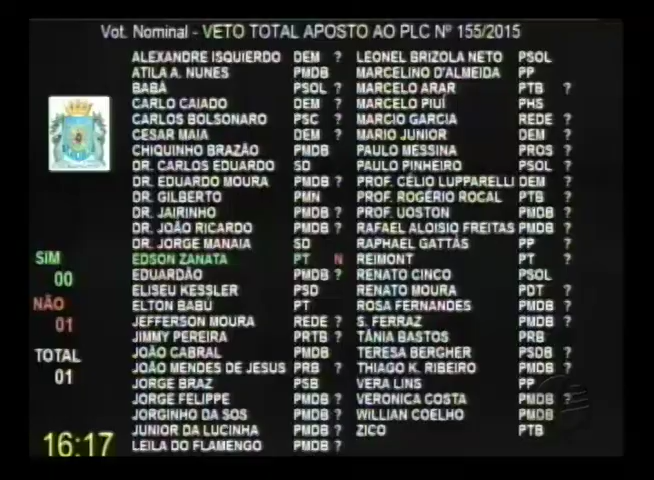 Vot. Nominal - VETO TOTAL APOSTO AO PLC Nº 155/2015
ALEXANDRE ISQUIERDO DEM ? LEONEL BRIZOLA NETO PSOL
ATILA A. NUNES PMDB MARCELINO D'ALMEIDA PP
BABÁ PSOL ? MARCELO ARAR PTB ?
CARLO CAIADO DEM ? MARCELO PIUÍ PHS
CARLOS BOLSONARO PSC ? MARCIO GARCIA REDE ?
CESAR MAIA DEM ? MARIO JUNIOR DEM ?
CHIQUINHO BRAZÃO PMDB PAULO MESSINA PROS ?
DR. CARLOS EDUARDO SD PAULO PINHEIRO PSOL ?
DR. EDUARDO MOURA PMDB ? PROF. CÉLIO LUPPARELLI DEM ?
DR. GILBERTO PMN PROF. ROGÉRIO ROCAL PTB ?
DR. JAIRINHO PMDB ? PROF. UOSTON PMDB ?
DR. JOÃO RICARDO PMDB ? RAFAEL ALOISIO FREITAS PMDB ?
DR. JORGE MANAIA SD RAPHAEL GATTÁS PP ?
SIM EDSON ZANATA PT N REIMONT PT ?
00 EDUARDÃO PMDB ? RENATO CINCO PSOL
ELISEU KESSLER PSD RENATO MOURA PDT ?
NÃO ELTON BABÚ PT ROSA FERNANDES PMDB ?
01 JEFFERSON MOURA REDE ? S. FERRAZ PMDB ?
JIMMY PEREIRA PRTB ? TÂNIA BASTOS PRB
TOTAL JOÃO CABRAL PMDB TERESA BERGHER PSDB ?
01 JOÃO MENDES DE JESUS PRB ? THIAGO K. RIBEIRO PMDB ?
JORGE BRAZ PSB VERA LINS PP
JORGE FELIPPE PMDB ? VERONICA COSTA PMDB ?
JORGINHO DA SOS PMDB ? WILLIAN COELHO PMDB
16:17 JUNIOR DA LUCINHA PMDB ? ZICO PTB
LEILA DO FLAMENGO PMDB ?